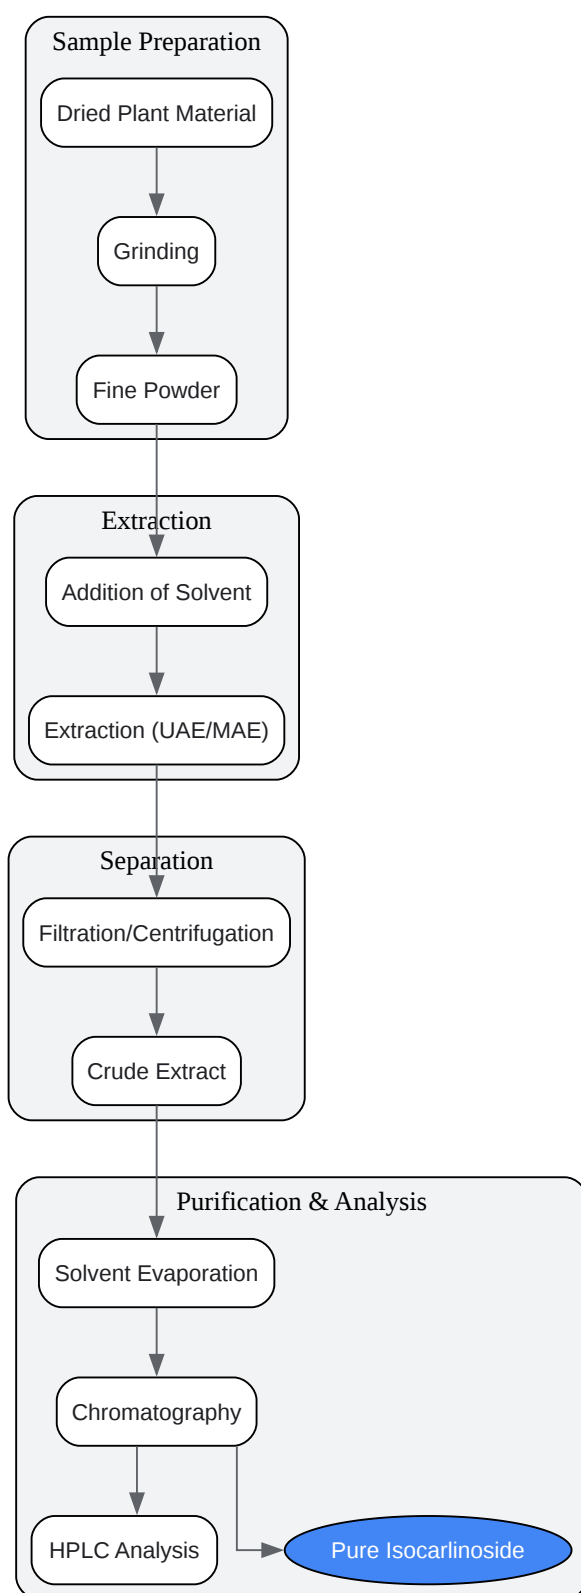 Sample Preparation
Dried Plant Material
Grinding
Fine Powder
Extraction
Addition of Solvent
Extraction (UAE/MAE)
Separation
Filtration/Centrifugation
Crude Extract
Purification & Analysis
Solvent Evaporation
Chromatography
HPLC Analysis
Pure Isocarlinoside